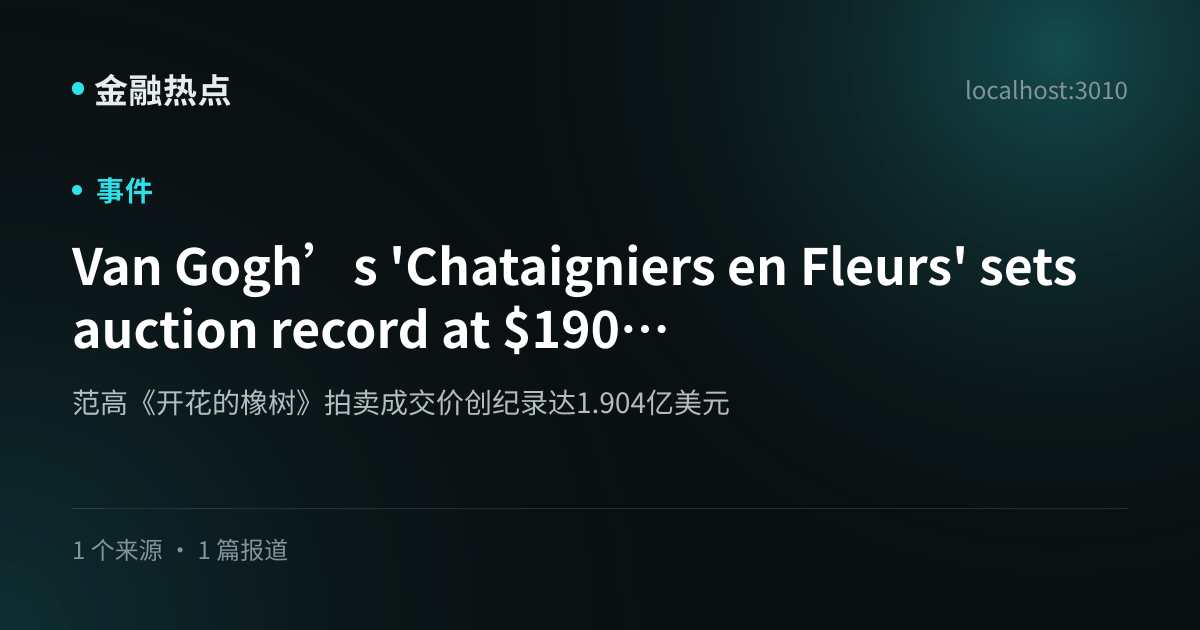 金融热点
localhost:3010
事件
Van Gogh’s 'Chataigniers en Fleurs' sets
auction record at $190…
范高《开花的橡树》拍卖成交价创纪录达1.904亿美元
1 个来源 · 1 篇报道